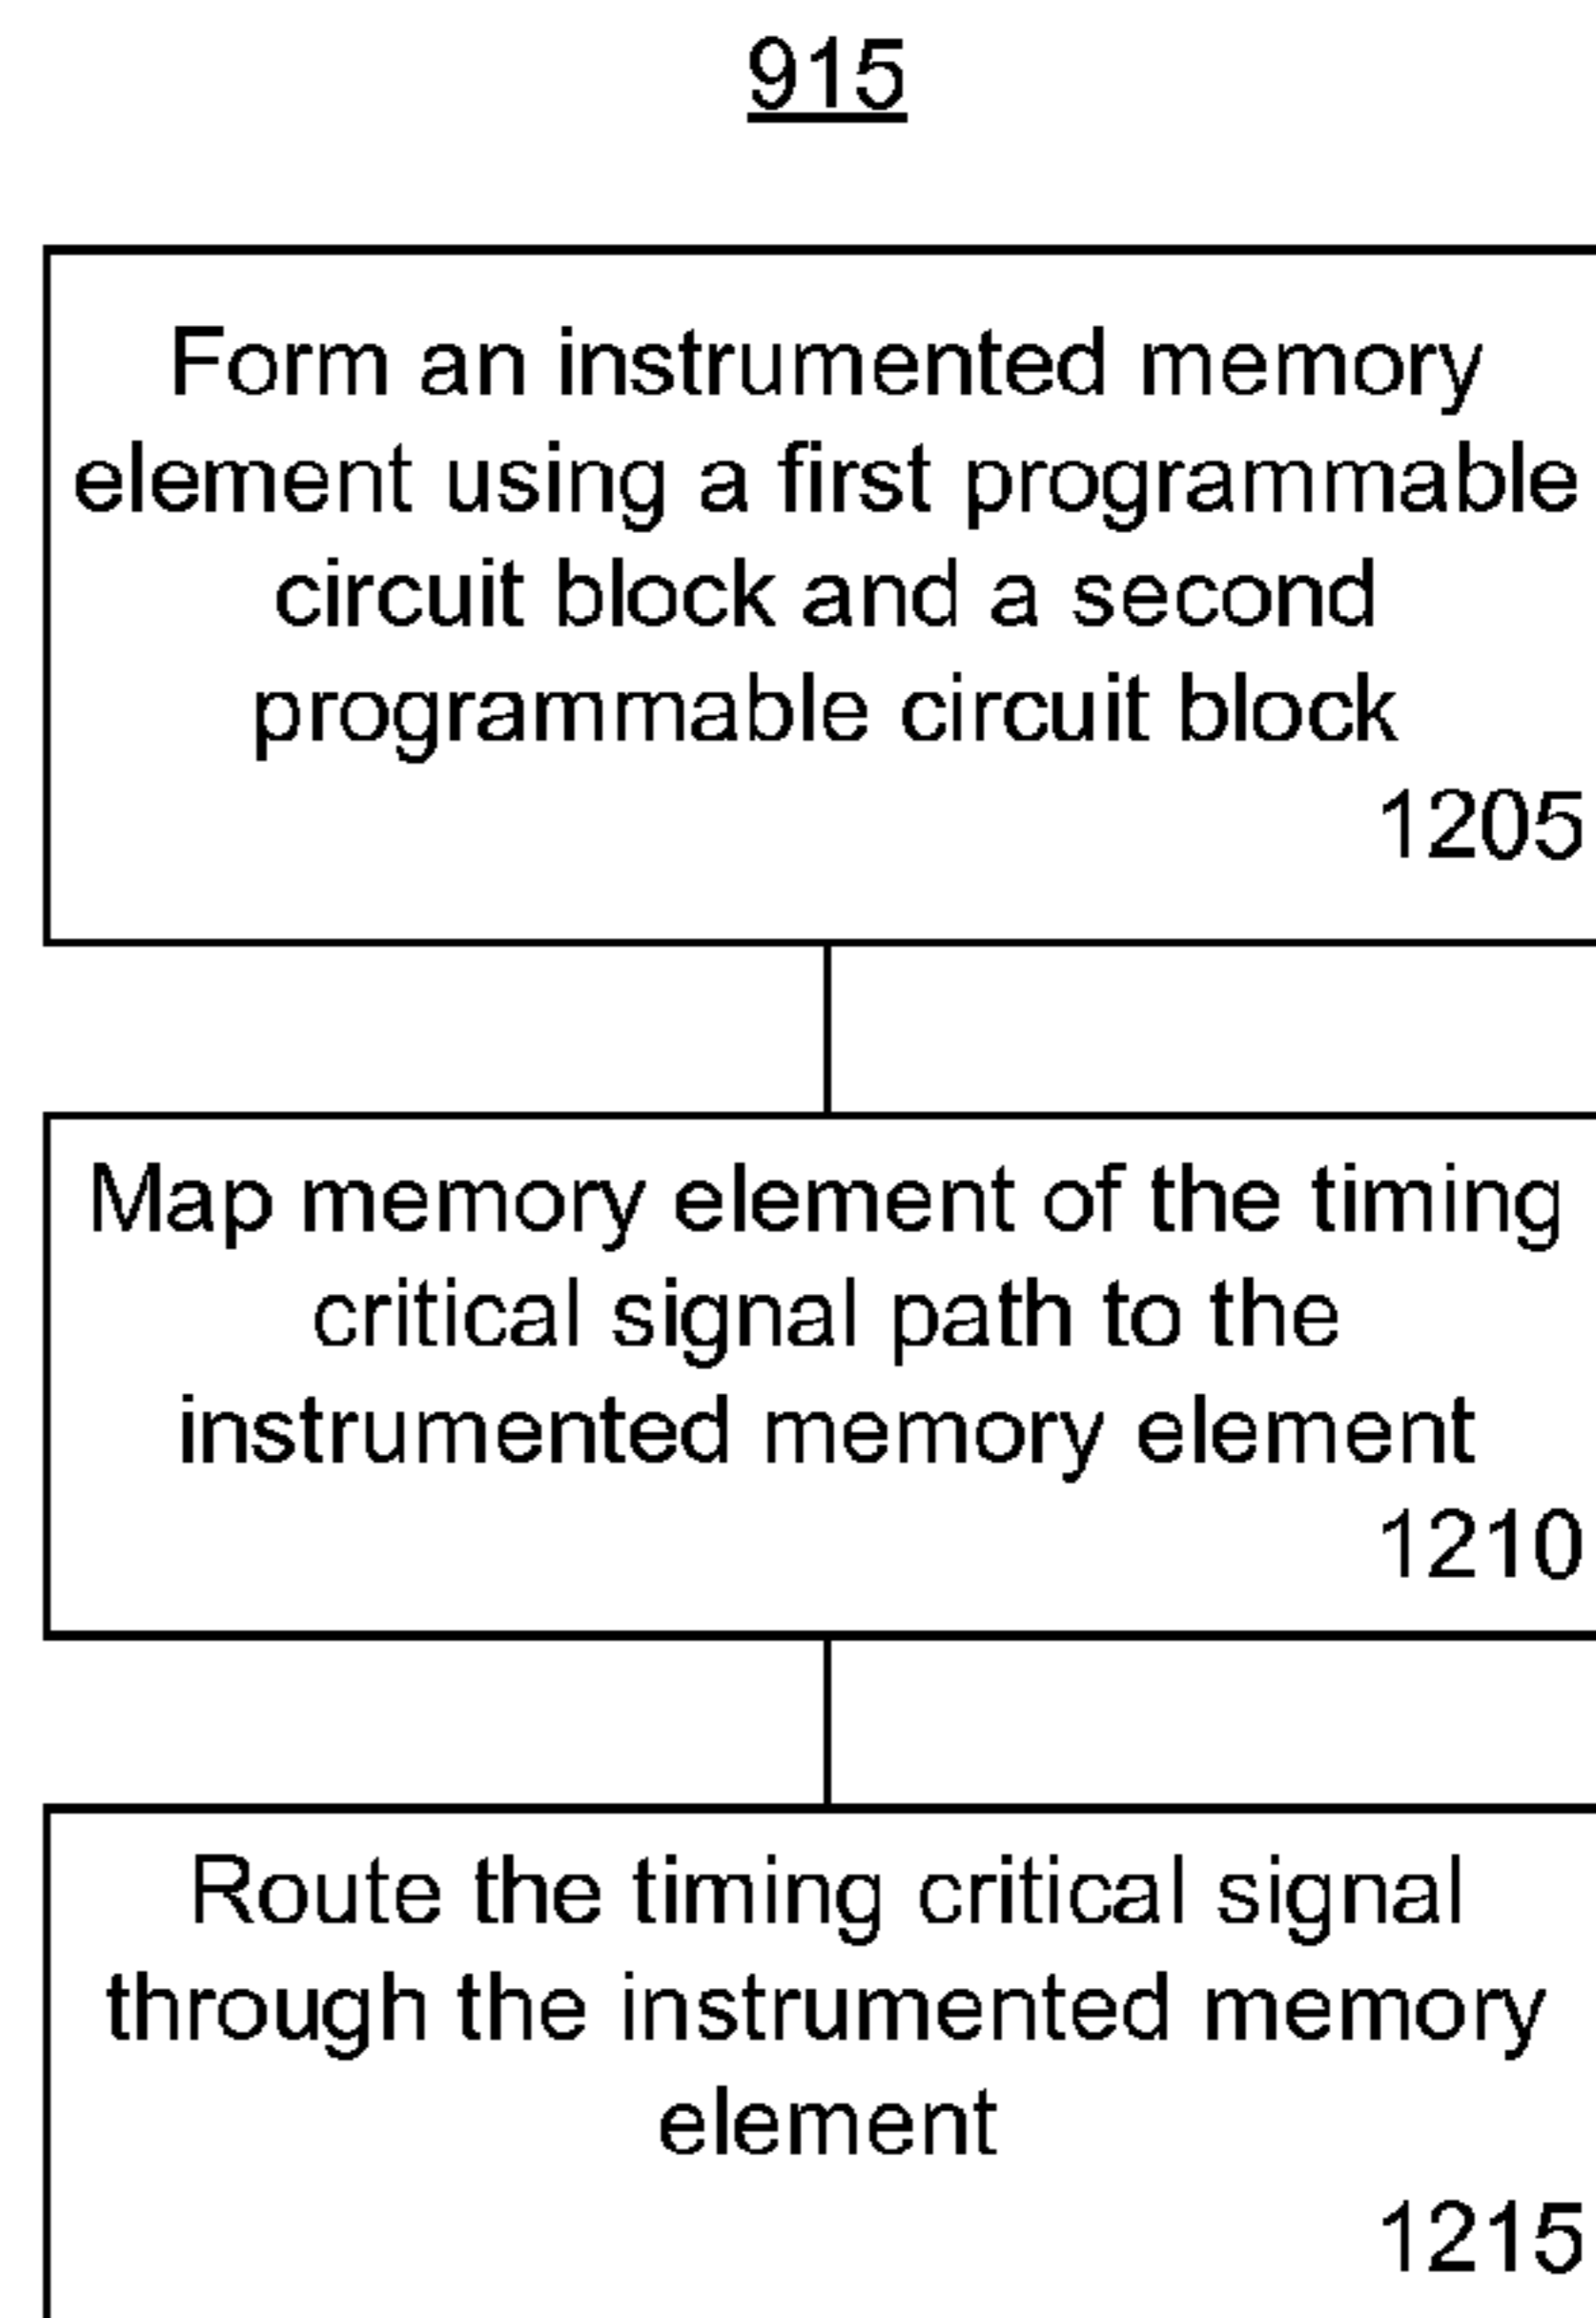 915
Form an instrumented memory
element using a first programmable
circuit block and a second
programmable circuit block
1205
Map memory element of the timing
critical signal path to the
instrumented memory element
1210
Route the timing critical signal
through the instrumented memory
element
1215